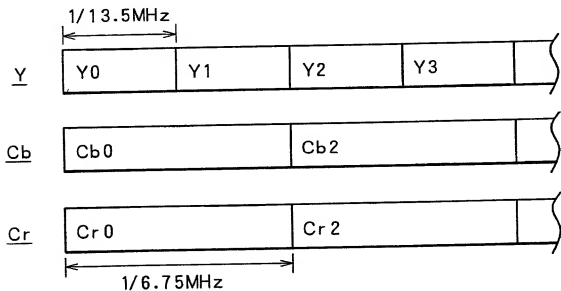 1/13.5MHz
Y Y0 Y1 Y2 Y3
Cb Cb0 Cb2
Cr Cr0 Cr2
1/6.75MHz